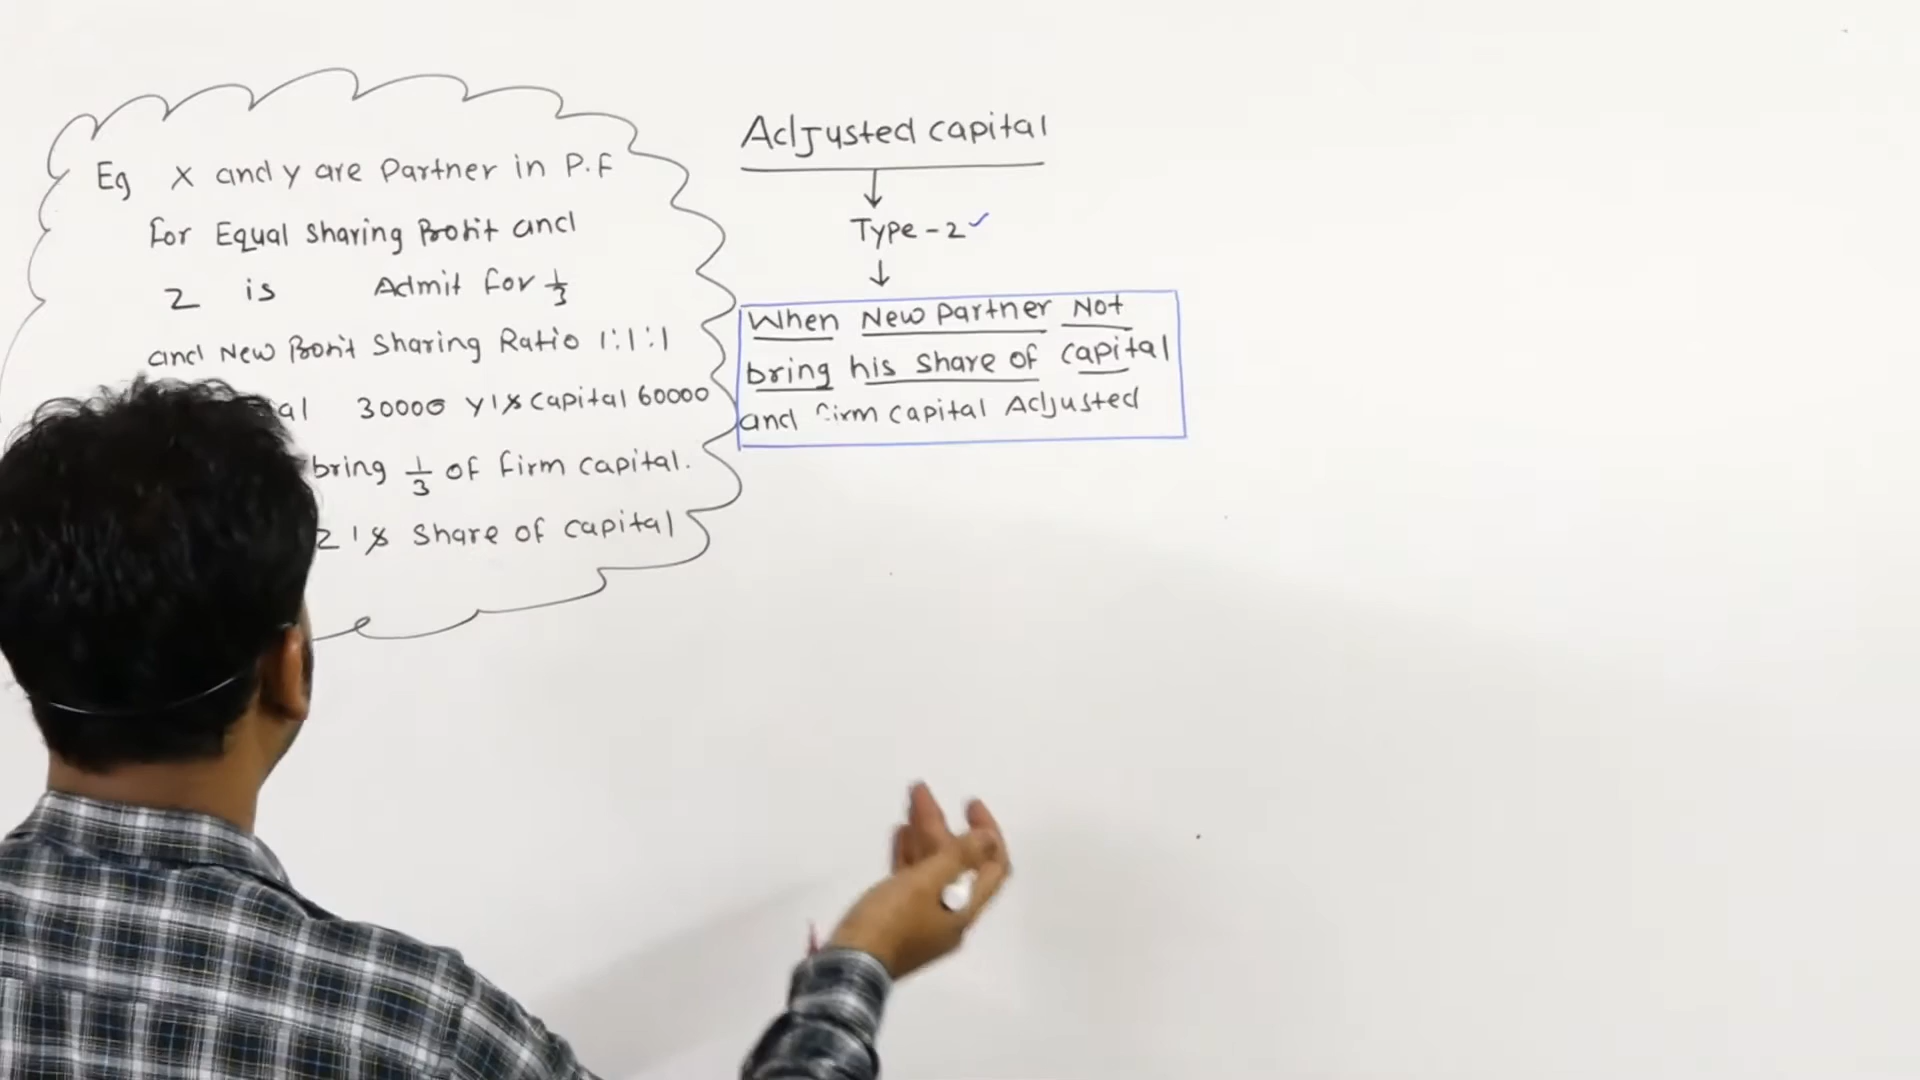 Eg X and y are Partner in P.F
for Equal sharing Profit and
Z is Admit for 1/3
and New Profit Sharing Ratio 1:1:1
al 30000 Y's capital 60000
bring 1/3 of firm capital.
Z's Share of capital
Adjusted capital
Type - 2 ✓
When New partner Not
bring his share of capital
and firm capital Adjusted